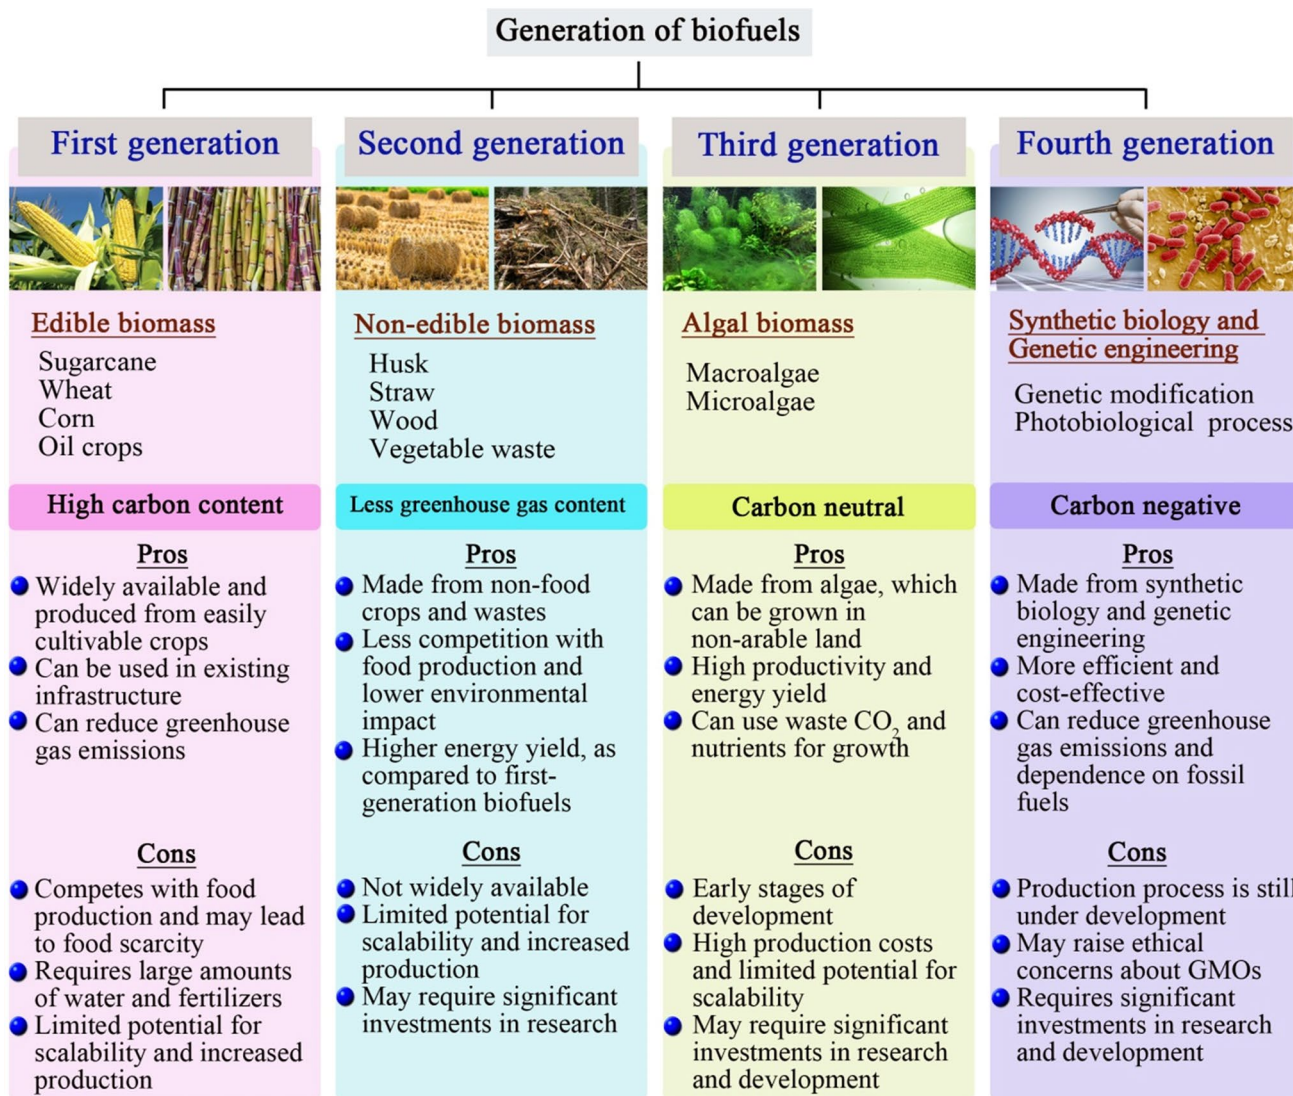 Generation of biofuels
First generation
Edible biomass
Sugarcane
Wheat
Corn
Oil crops
High carbon content
Pros
Widely available and
produced from easily
cultivable crops
Can be used in existing
infrastructure
Can reduce greenhouse
gas emissions
Cons
Competes with food
production and may lead
to food scarcity
Requires large amounts
of water and fertilizers
Limited potential for
scalability and increased
production
Second generation
Non-edible biomass
Husk
Straw
Wood
Vegetable waste
Less greenhouse gas content
Pros
Made from non-food
crops and wastes
Less competition with
food production and
lower environmental
impact
Higher energy yield, as
compared to first-
generation biofuels
Cons
Not widely available
Limited potential for
scalability and increased
production
May require significant
investments in research
Third generation
Algal biomass
Macroalgae
Microalgae
Carbon neutral
Pros
Made from algae, which
can be grown in
non-arable land
High productivity and
energy yield
Can use waste CO₂ and
nutrients for growth
Cons
Early stages of
development
High production costs
and limited potential for
scalability
May require significant
investments in research
and development
Fourth generation
Synthetic biology and
Genetic engineering
Genetic modification
Photobiological process
Carbon negative
Pros
Made from synthetic
biology and genetic
engineering
More efficient and
cost-effective
Can reduce greenhouse
gas emissions and
dependence on fossil
fuels
Cons
Production process is still
under development
May raise ethical
concerns about GMOs
Requires significant
investments in research
and development